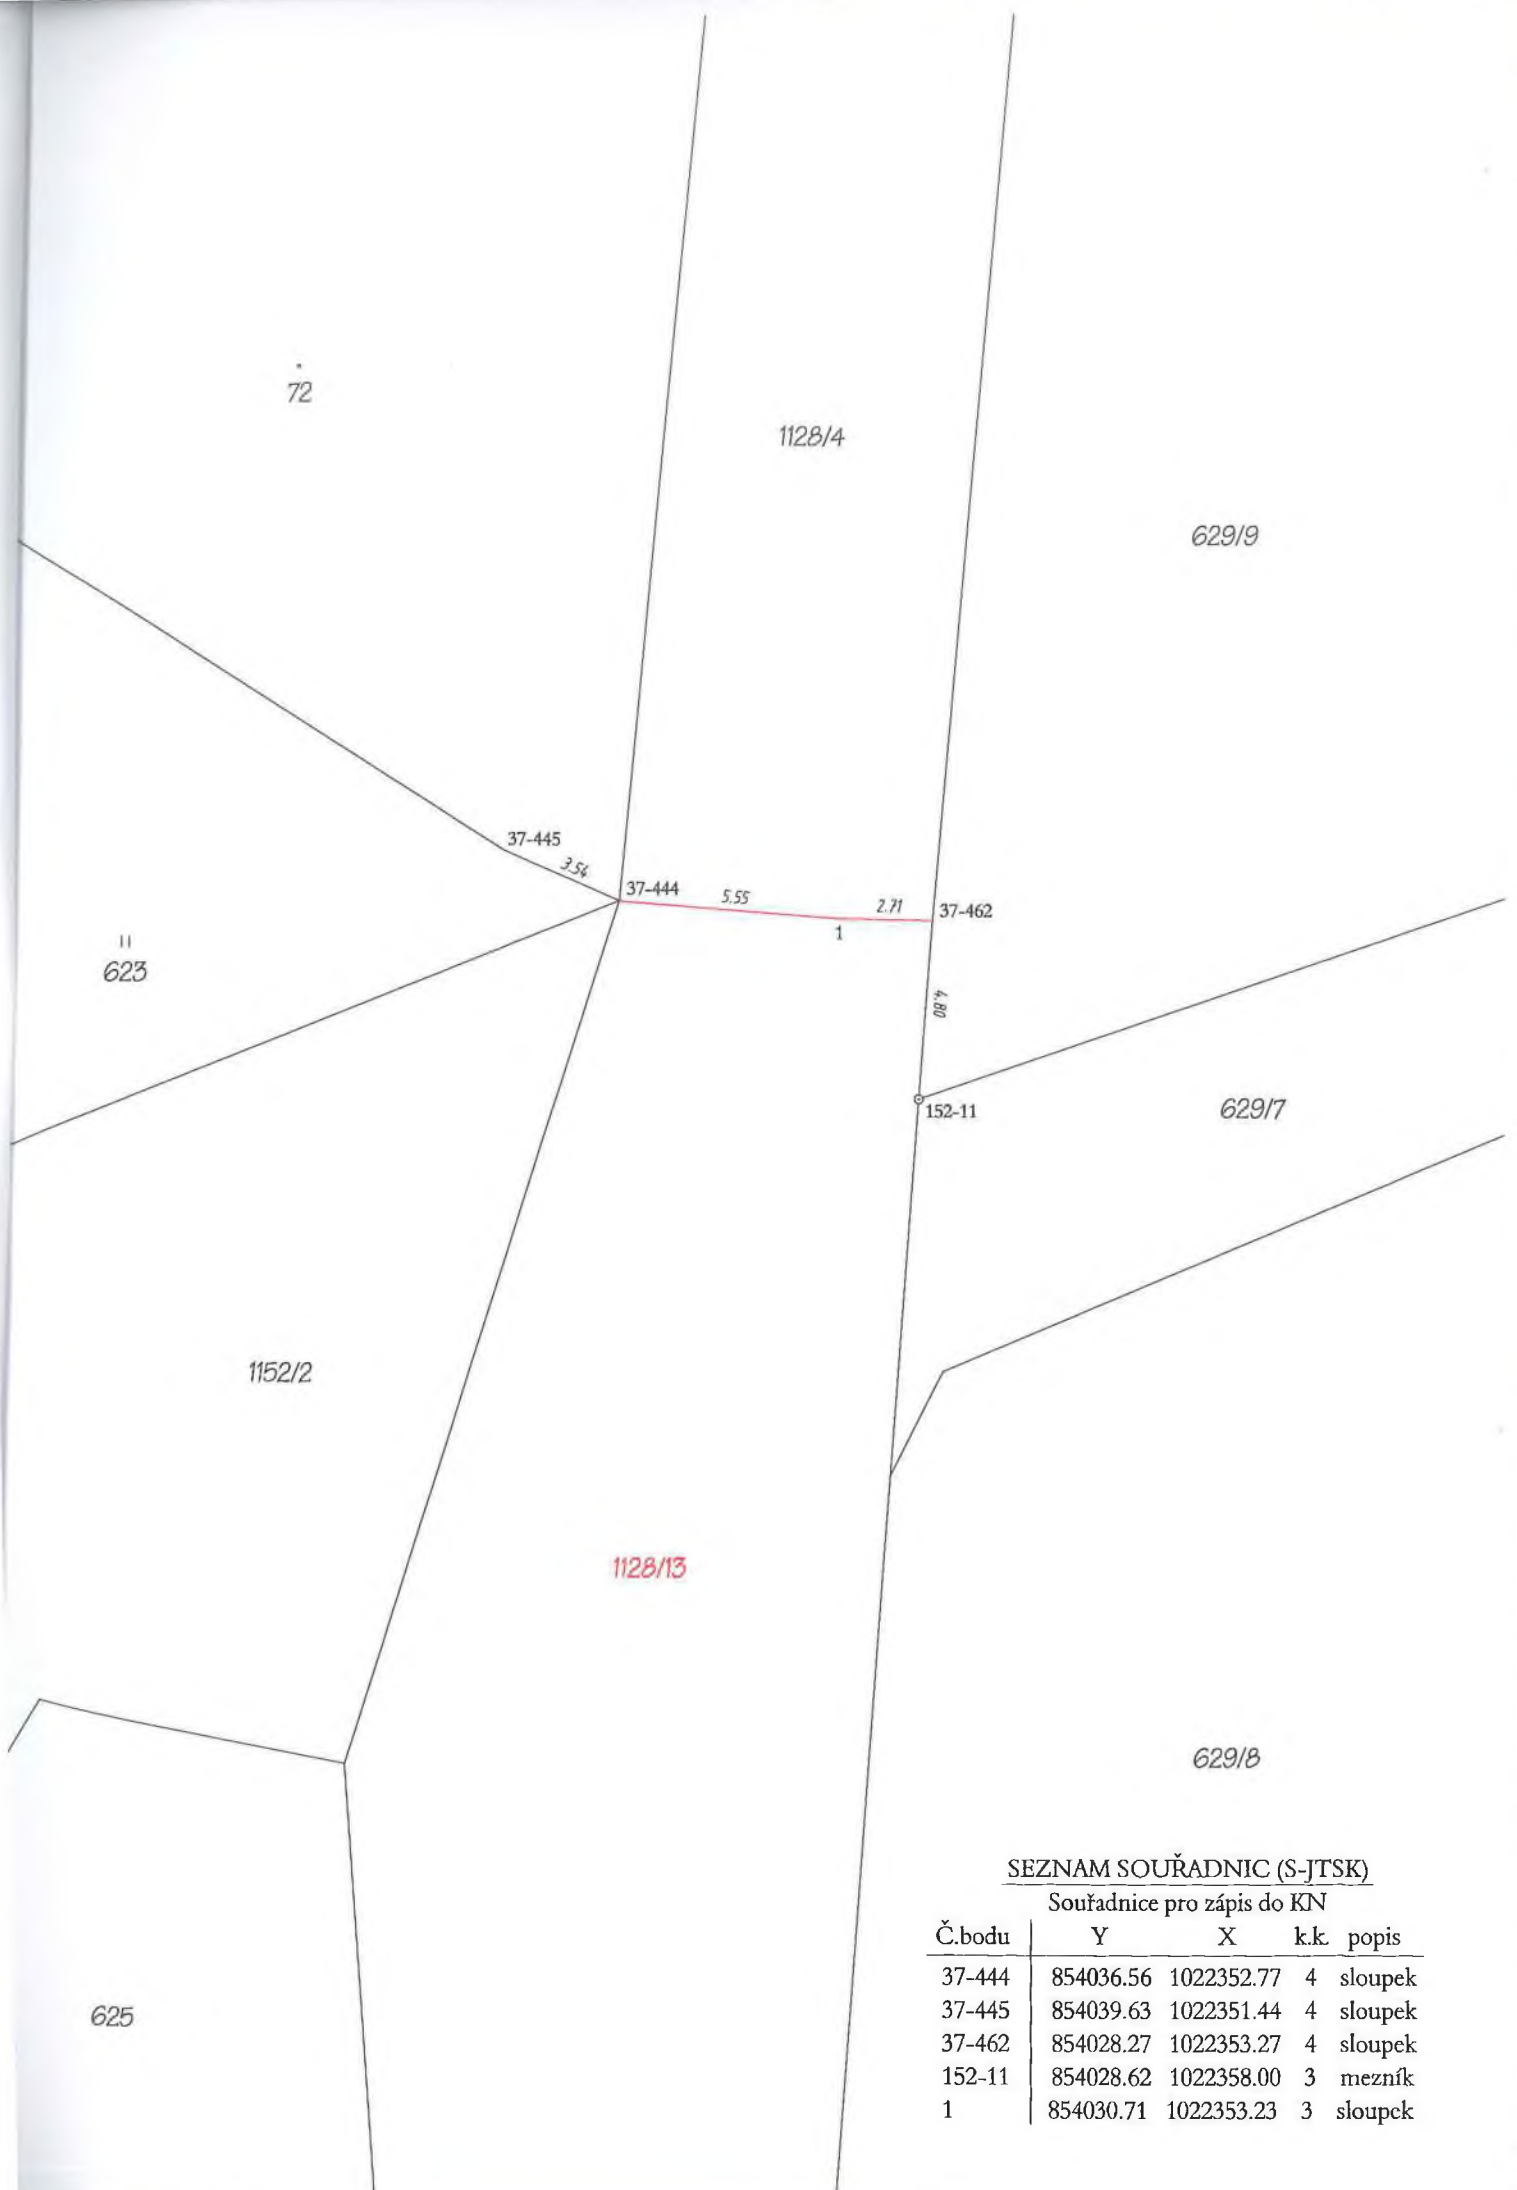 72
1128/4
629/9
37-445
3.54
37-444
5.55
2.71
37-462
1
623
4.80
152-11
629/7
1152/2
1128/13
629/8
625
SEZNAM SOUŘADNIC (S-JTSK)
Souřadnice pro zápis do KN
Č.bodu Y X k.k. popis
37-444 854036.56 1022352.77 4 sloupek
37-445 854039.63 1022351.44 4 sloupek
37-462 854028.27 1022353.27 4 sloupek
152-11 854028.62 1022358.00 3 mezník
1 854030.71 1022353.23 3 sloupek